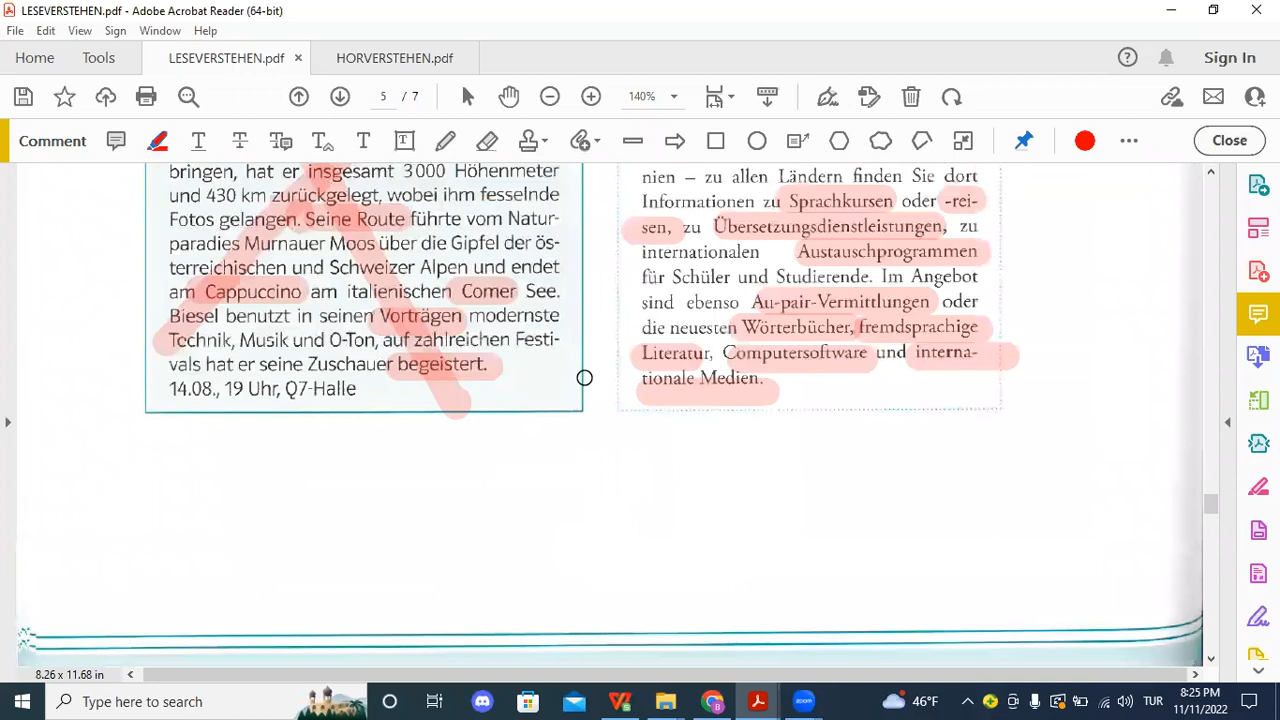 LESEVERSTEHEN.pdf - Adobe Acrobat Reader (64-bit)
File Edit View Sign Window Help
Home Tools LESEVERSTEHEN.pdf × HORVERSTEHEN.pdf Sign In
5 / 7 140%
Comment Close
bringen, hat er insgesamt 3000 Höhenmeter
und 430 km zurückgelegt, wobei ihm fesselnde
Fotos gelangen. Seine Route führte vom Natur-
paradies Murnauer Moos über die Gipfel der ös-
terreichischen und Schweizer Alpen und endet
am Cappuccino am italienischen Comer See.
Biesel benutzt in seinen Vorträgen modernste
Technik, Musik und O-Ton, auf zahlreichen Festi-
vals hat er seine Zuschauer begeistert.
14.08., 19 Uhr, Q7-Halle
nien – zu allen Ländern finden Sie dort
Informationen zu Sprachkursen oder -rei-
sen, zu Übersetzungsdienstleistungen, zu
internationalen Austauschprogrammen
für Schüler und Studierende. Im Angebot
sind ebenso Au-pair-Vermittlungen oder
die neuesten Wörterbücher, fremdsprachige
Literatur, Computersoftware und interna-
tionale Medien.
8.26 x 11.68 in
Type here to search
46°F
TUR
8:25 PM
11/11/2022